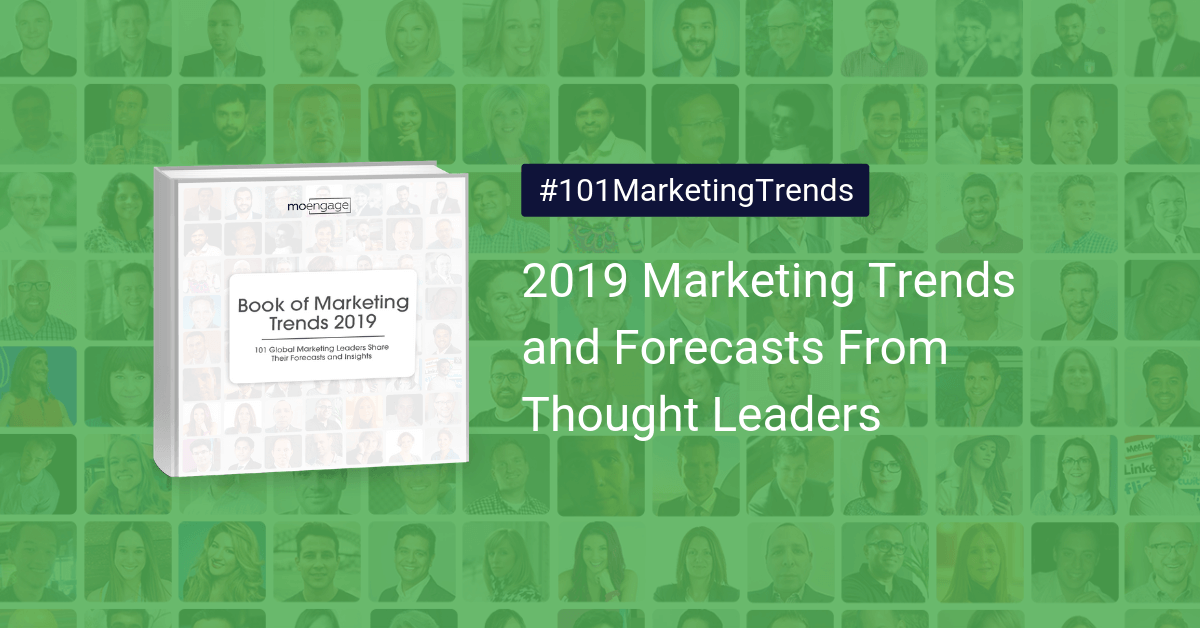 moengage
Book of Marketing
Trends 2019
101 Global Marketing Leaders Share
Their Forecasts and Insights
#101MarketingTrends
2019 Marketing Trends
and Forecasts From
Thought Leaders